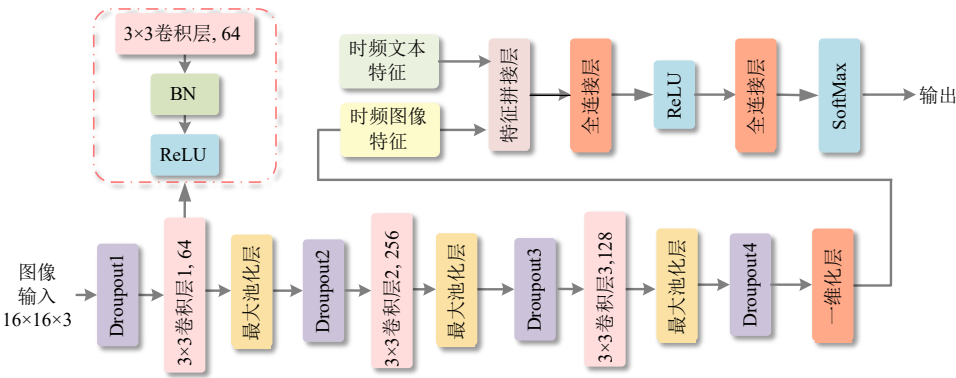 3×3卷积层, 64
BN
ReLU
时频文本
特征
时频图像
特征
特征拼接层
全连接层
ReLU
全连接层
SoftMax
输出
图像
输入
16×16×3
Droupout1
3×3卷积层1, 64
最大池化层
Droupout2
3×3卷积层2, 256
最大池化层
Droupout3
3×3卷积层3,128
最大池化层
Droupout4
一维化层